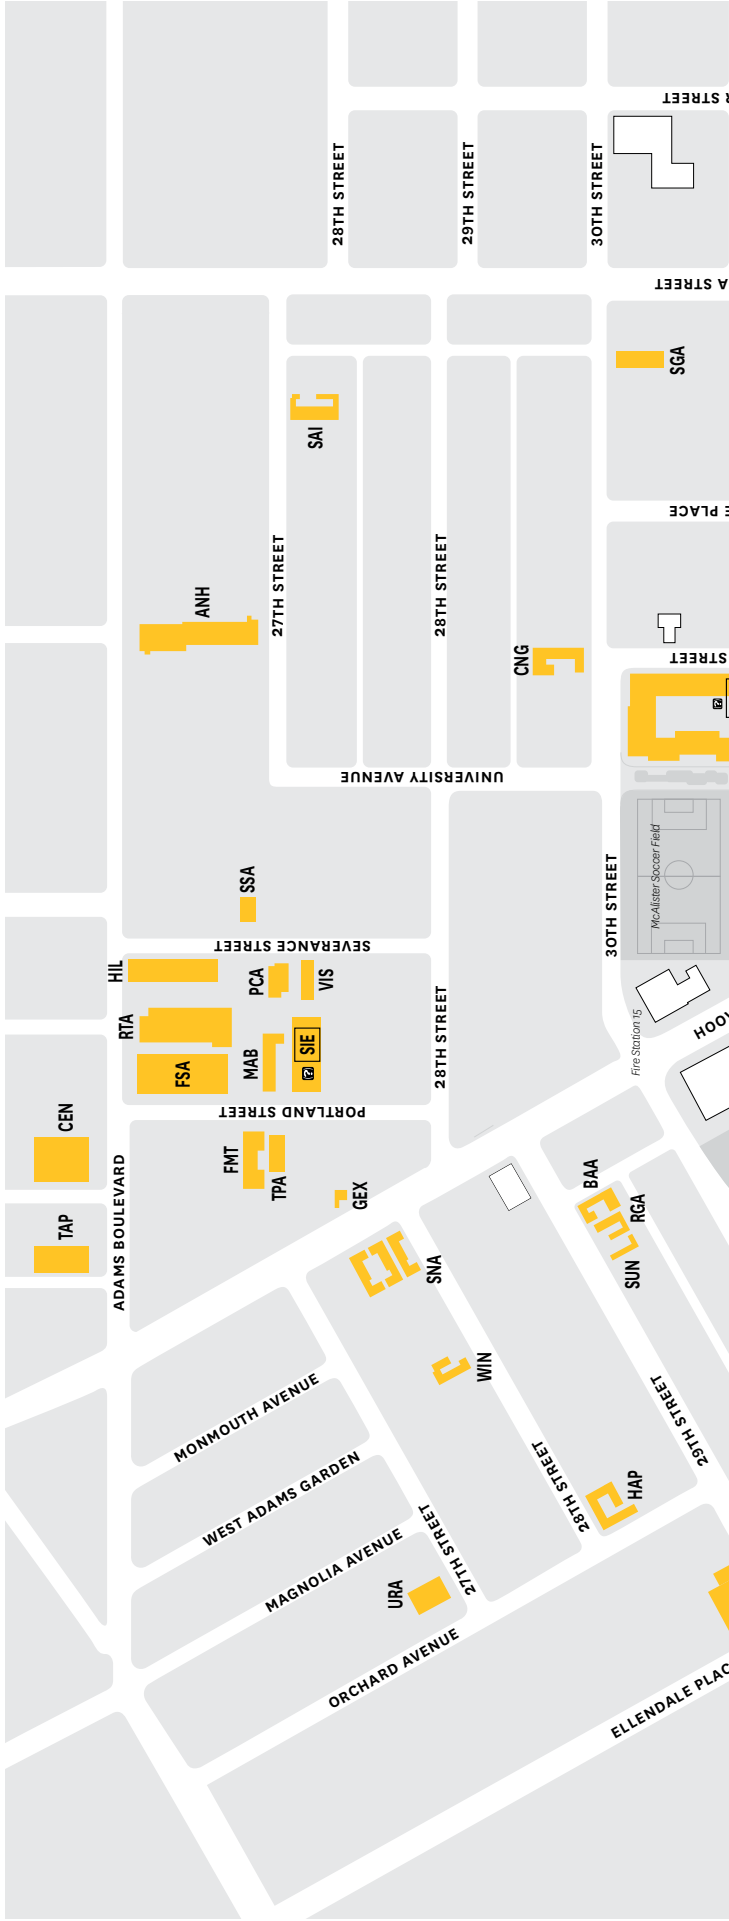 STREET
28TH STREET
29TH STREET
30TH STREET
A STREET
SGA
SAI
E PLACE
27TH STREET
28TH STREET
ANH
CNG
STREET
UNIVERSITY AVENUE
McAlister Soccer Field
30TH STREET
SSA
SEVERANCE STREET
HIL
PCA
VIS
RTA
SIE
MAB
FSA
28TH STREET
Fire Station 15
HOOV
PORTLAND STREET
CEN
FMT
TPA
GEX
TAP
ADAMS BOULEVARD
BAA
RGA
SUN
SNA
WIN
MONMOUTH AVENUE
29TH STREET
WEST ADAMS GARDEN
28TH STREET
HAP
MAGNOLIA AVENUE
27TH STREET
URA
ORCHARD AVENUE
ELLENDALE PLAC